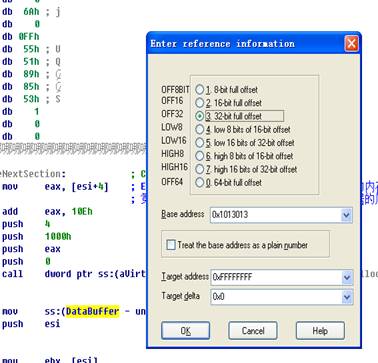 db 0
db 6Ah ; j
db 0
db 0FFh
db 55h ; U
db 51h ; Q
db 89h ;
db 85h ;
db 53h ; S
db 1
db 0
db 0
eNextSection: ; C
mov eax, [esi+4] ; E
add eax, 10Eh
push 4
push 1000h
push eax
push 0
call dword ptr ss:(aVirt
mov ss:(DataBuffer - un
push esi
mov ebx, [esi]
Enter reference information
OFF8BIT 1. 8-bit full offset
OFF16 2. 16-bit full offset
OFF32 3. 32-bit full offset
LOW8 4. low 8 bits of 16-bit offset
LOW16 5. low 16 bits of 32-bit offset
HIGH8 6. high 8 bits of 16-bit offset
HIGH16 7. high 16 bits of 32-bit offset
OFF64 0. 64-bit full offset
Base address 0x1013013
Treat the base address as a plain number
Target address 0xFFFFFFFF
Target delta 0x0
OK Cancel Help